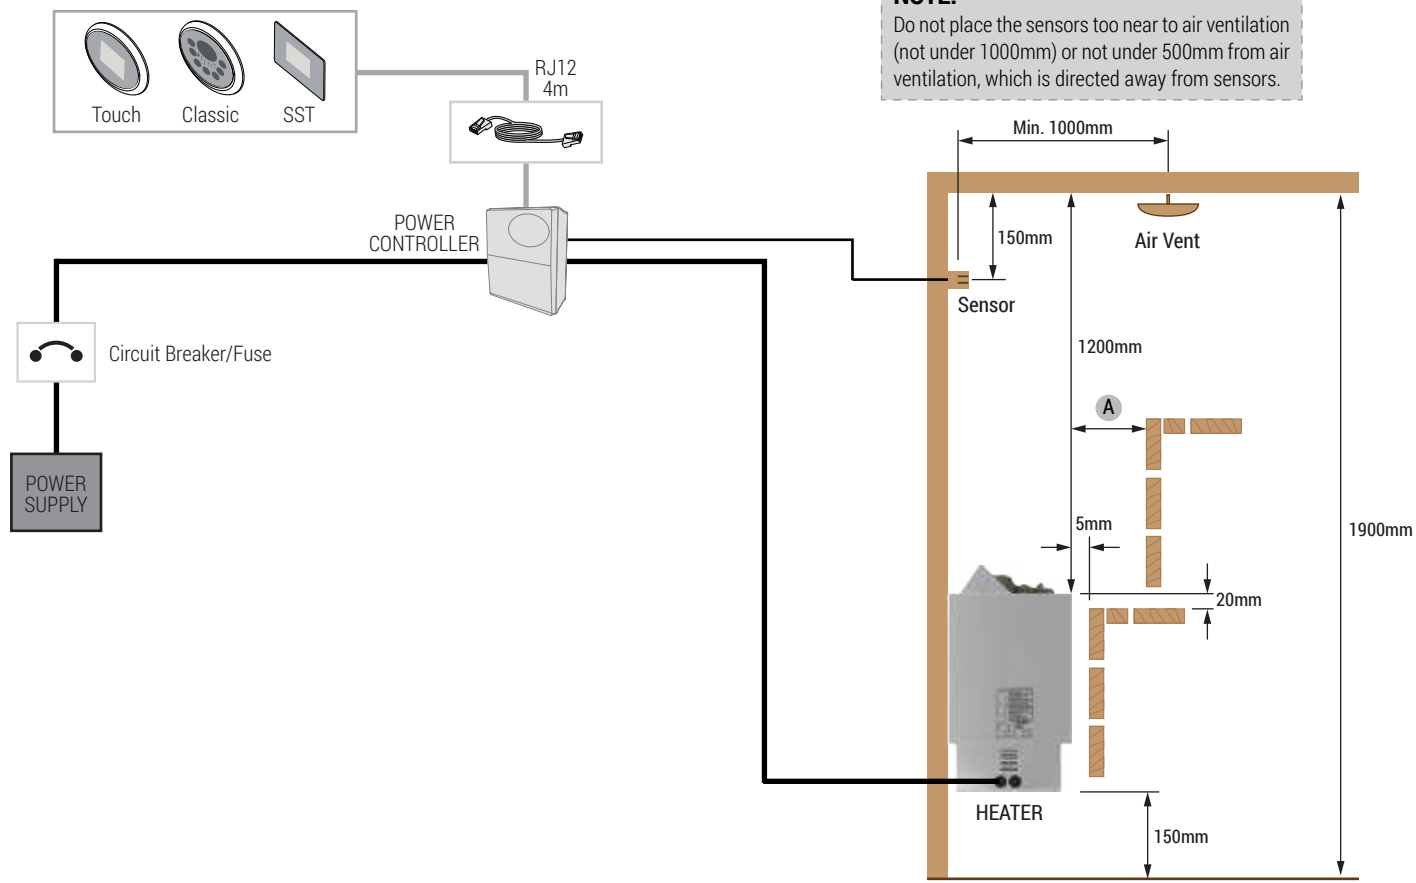 NOTE:
Do not place the sensors too near to air ventilation
(not under 1000mm) or not under 500mm from air
ventilation, which is directed away from sensors.
Touch
Classic
SST
RJ12
4m
POWER
CONTROLLER
Circuit Breaker/Fuse
POWER
SUPPLY
Min. 1000mm
150mm
Air Vent
Sensor
1200mm
A
5mm
1900mm
20mm
HEATER
150mm